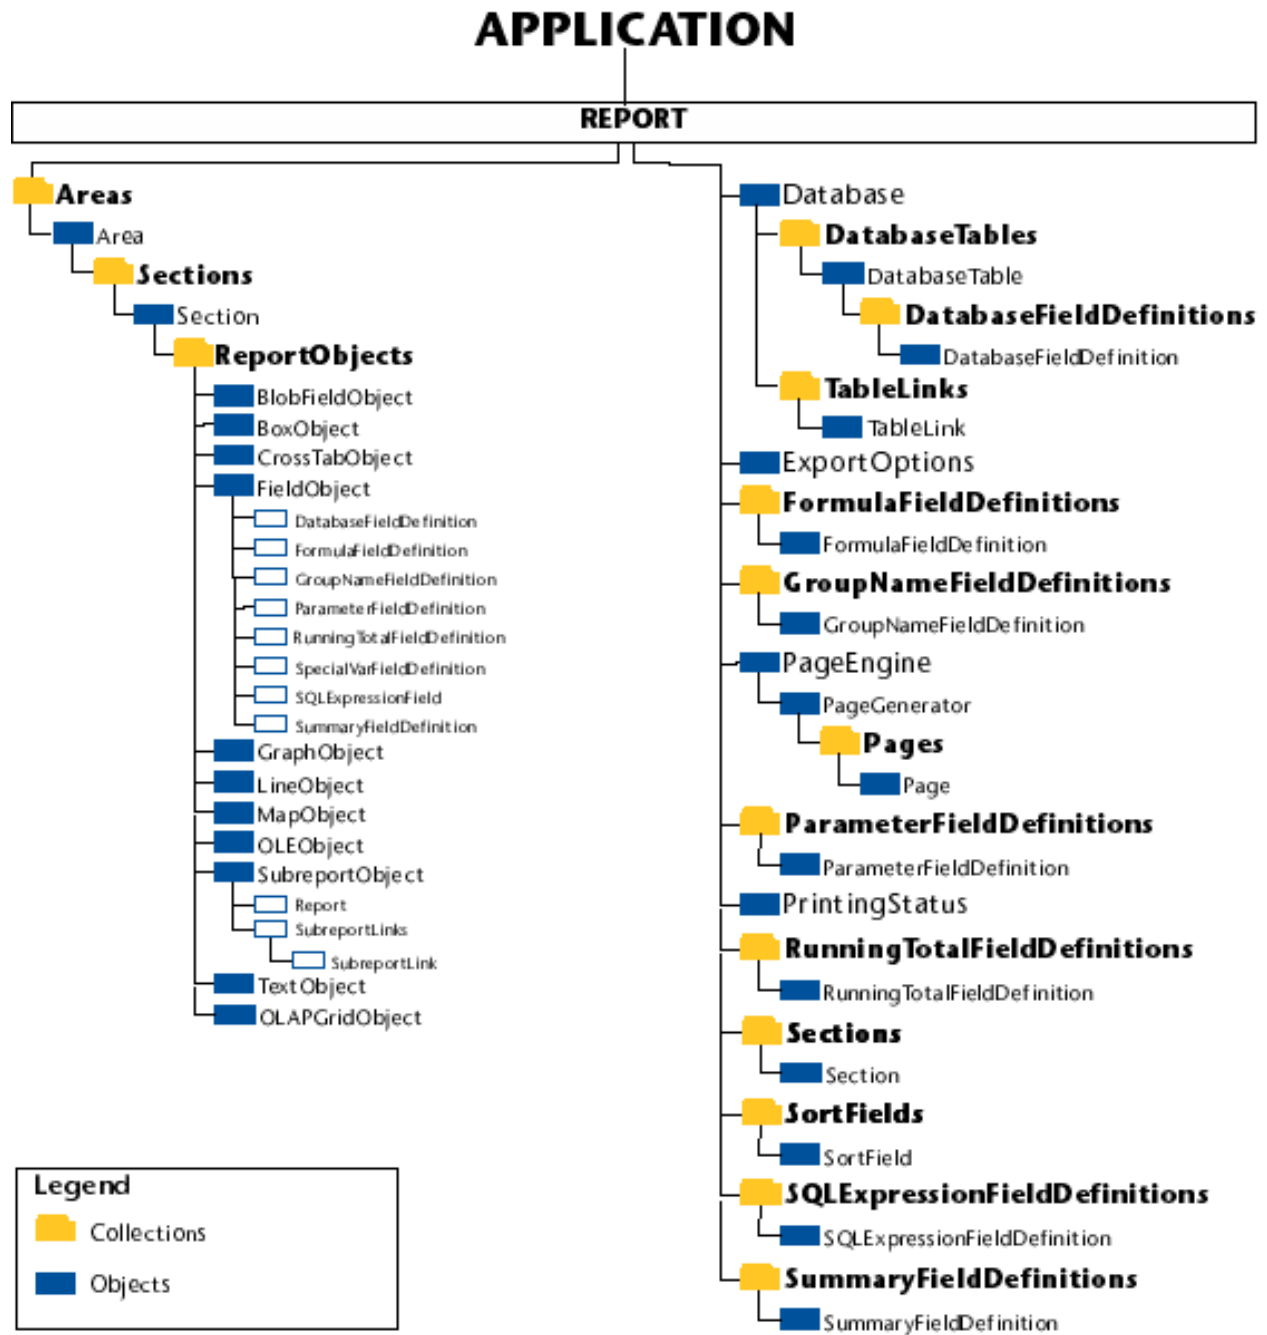 APPLICATION
REPORT
Areas
Area
Sections
Section
ReportObjects
BlobFieldObject
BoxObject
CrossTabObject
FieldObject
DatabaseFieldDefinition
FormulaFieldDefinition
GroupNameFieldDefinition
ParameterFieldDefinition
RunningTotalFieldDefinition
SpecialVarFieldDefinition
SQLExpressionField
SummaryFieldDefinition
GraphObject
LineObject
MapObject
OLEObject
SubreportObject
Report
SubreportLinks
SubreportLink
TextObject
OLAPGridObject
Database
DatabaseTables
DatabaseTable
DatabaseFieldDefinitions
DatabaseFieldDefinition
TableLinks
TableLink
ExportOptions
FormulaFieldDefinitions
FormulaFieldDefinition
GroupNameFieldDefinitions
GroupNameFieldDefinition
PageEngine
PageGenerator
Pages
Page
ParameterFieldDefinitions
ParameterFieldDefinition
PrintingStatus
RunningTotalFieldDefinitions
RunningTotalFieldDefinition
Sections
Section
SortFields
SortField
SQLExpressionFieldDefinitions
SQLExpressionFieldDefinition
SummaryFieldDefinitions
SummaryFieldDefinition
Legend
Collections
Objects